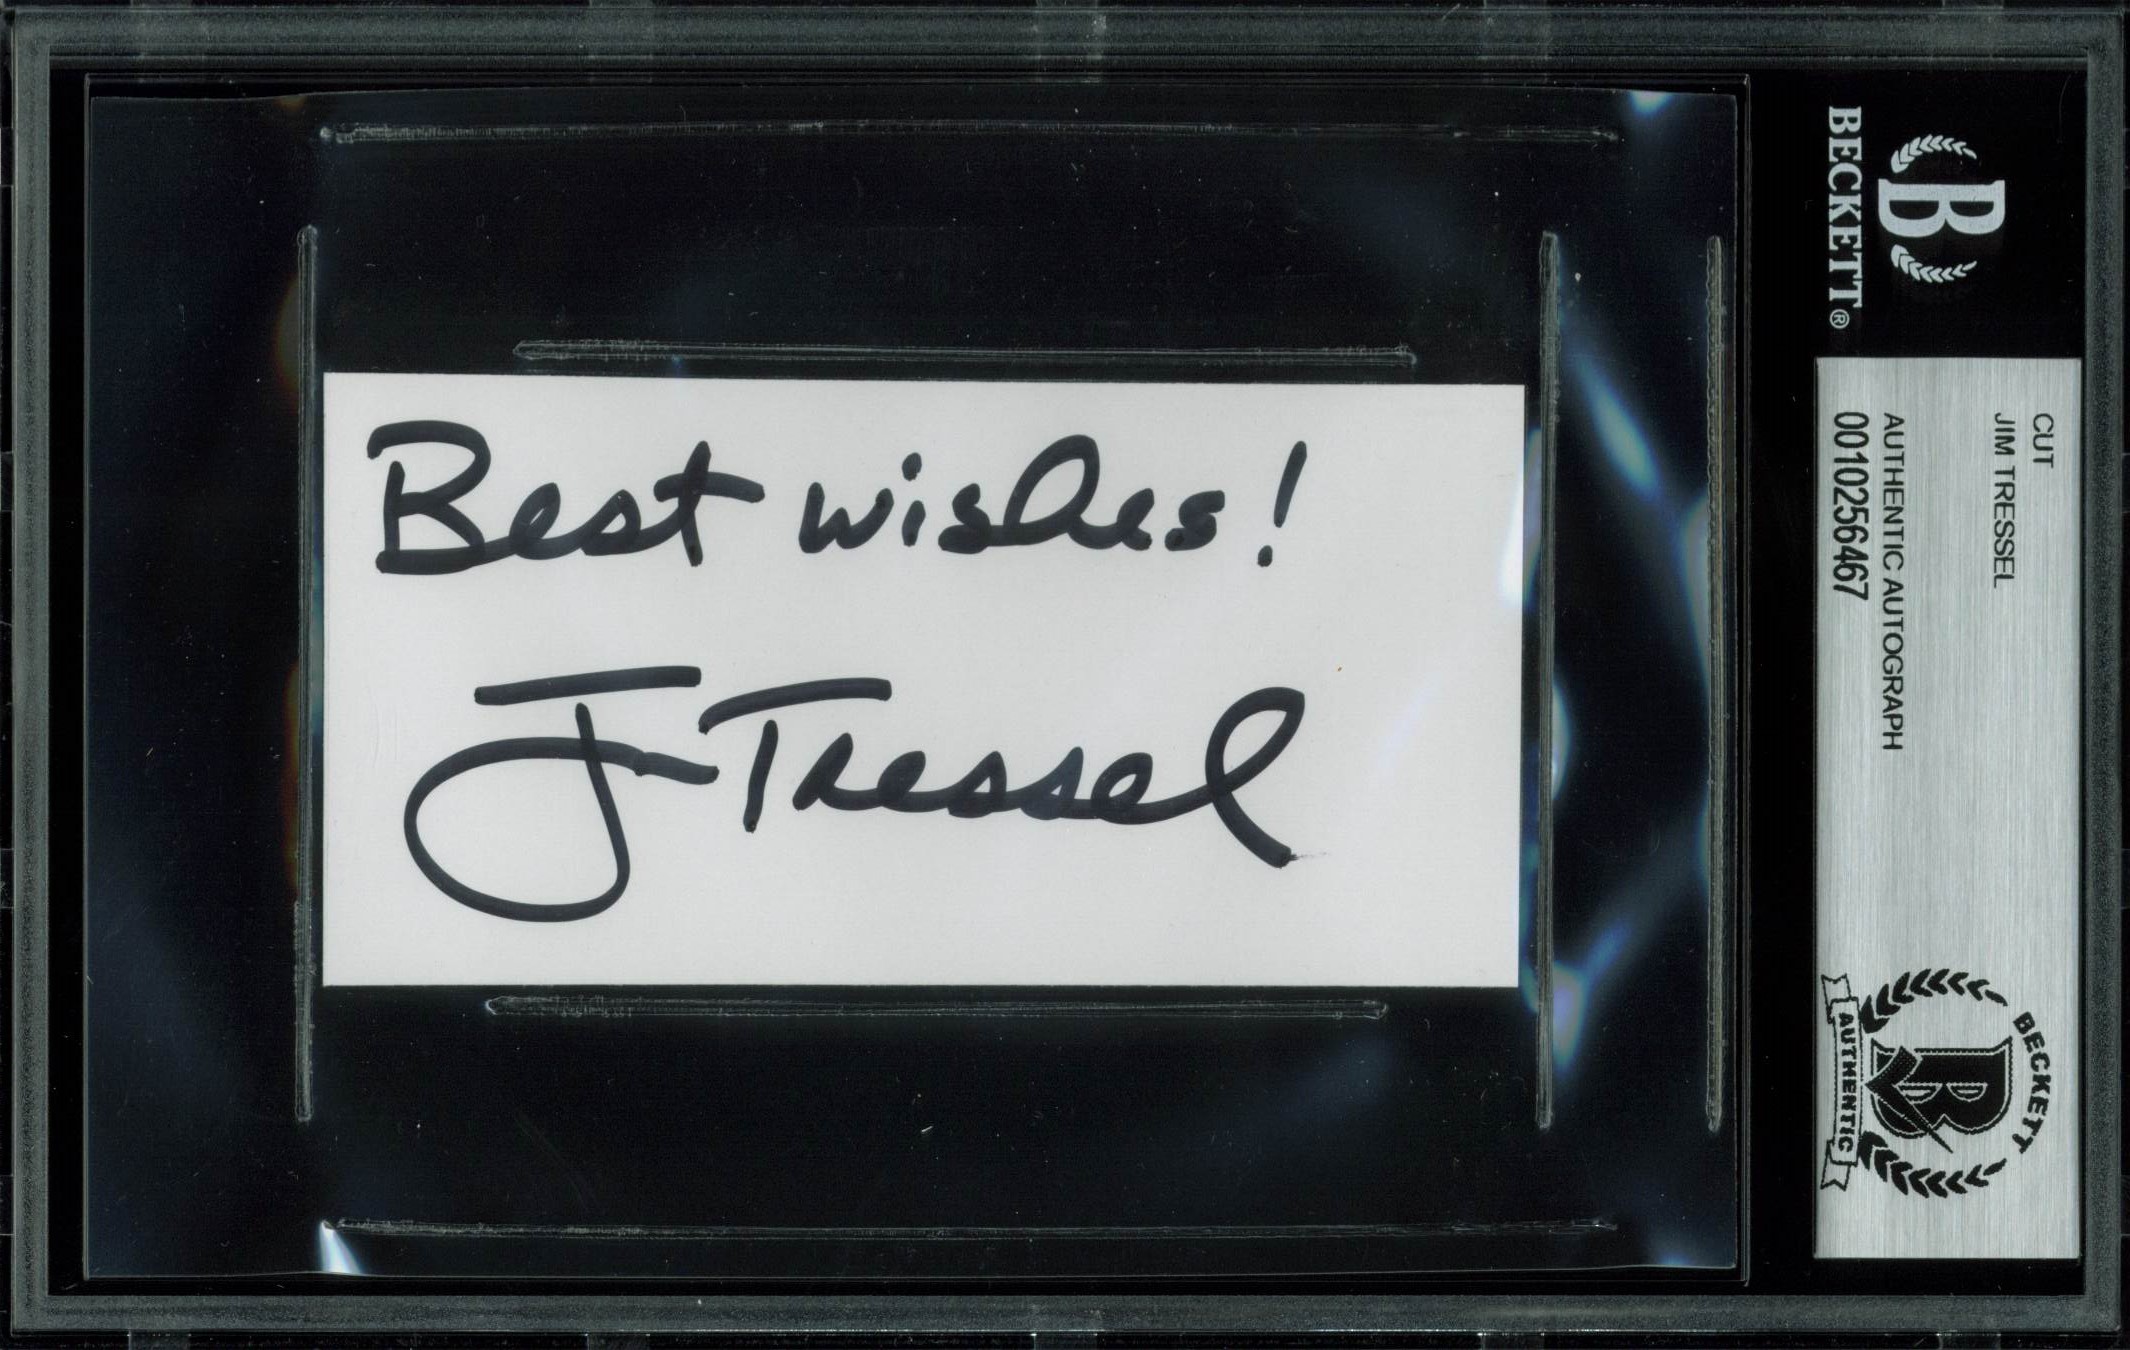 Best wishes!
J Tressel
BECKETT®
B
CUT
JIM TRESSEL
AUTHENTIC AUTOGRAPH
0010256467
BECKETT
B
AUTHENTIC